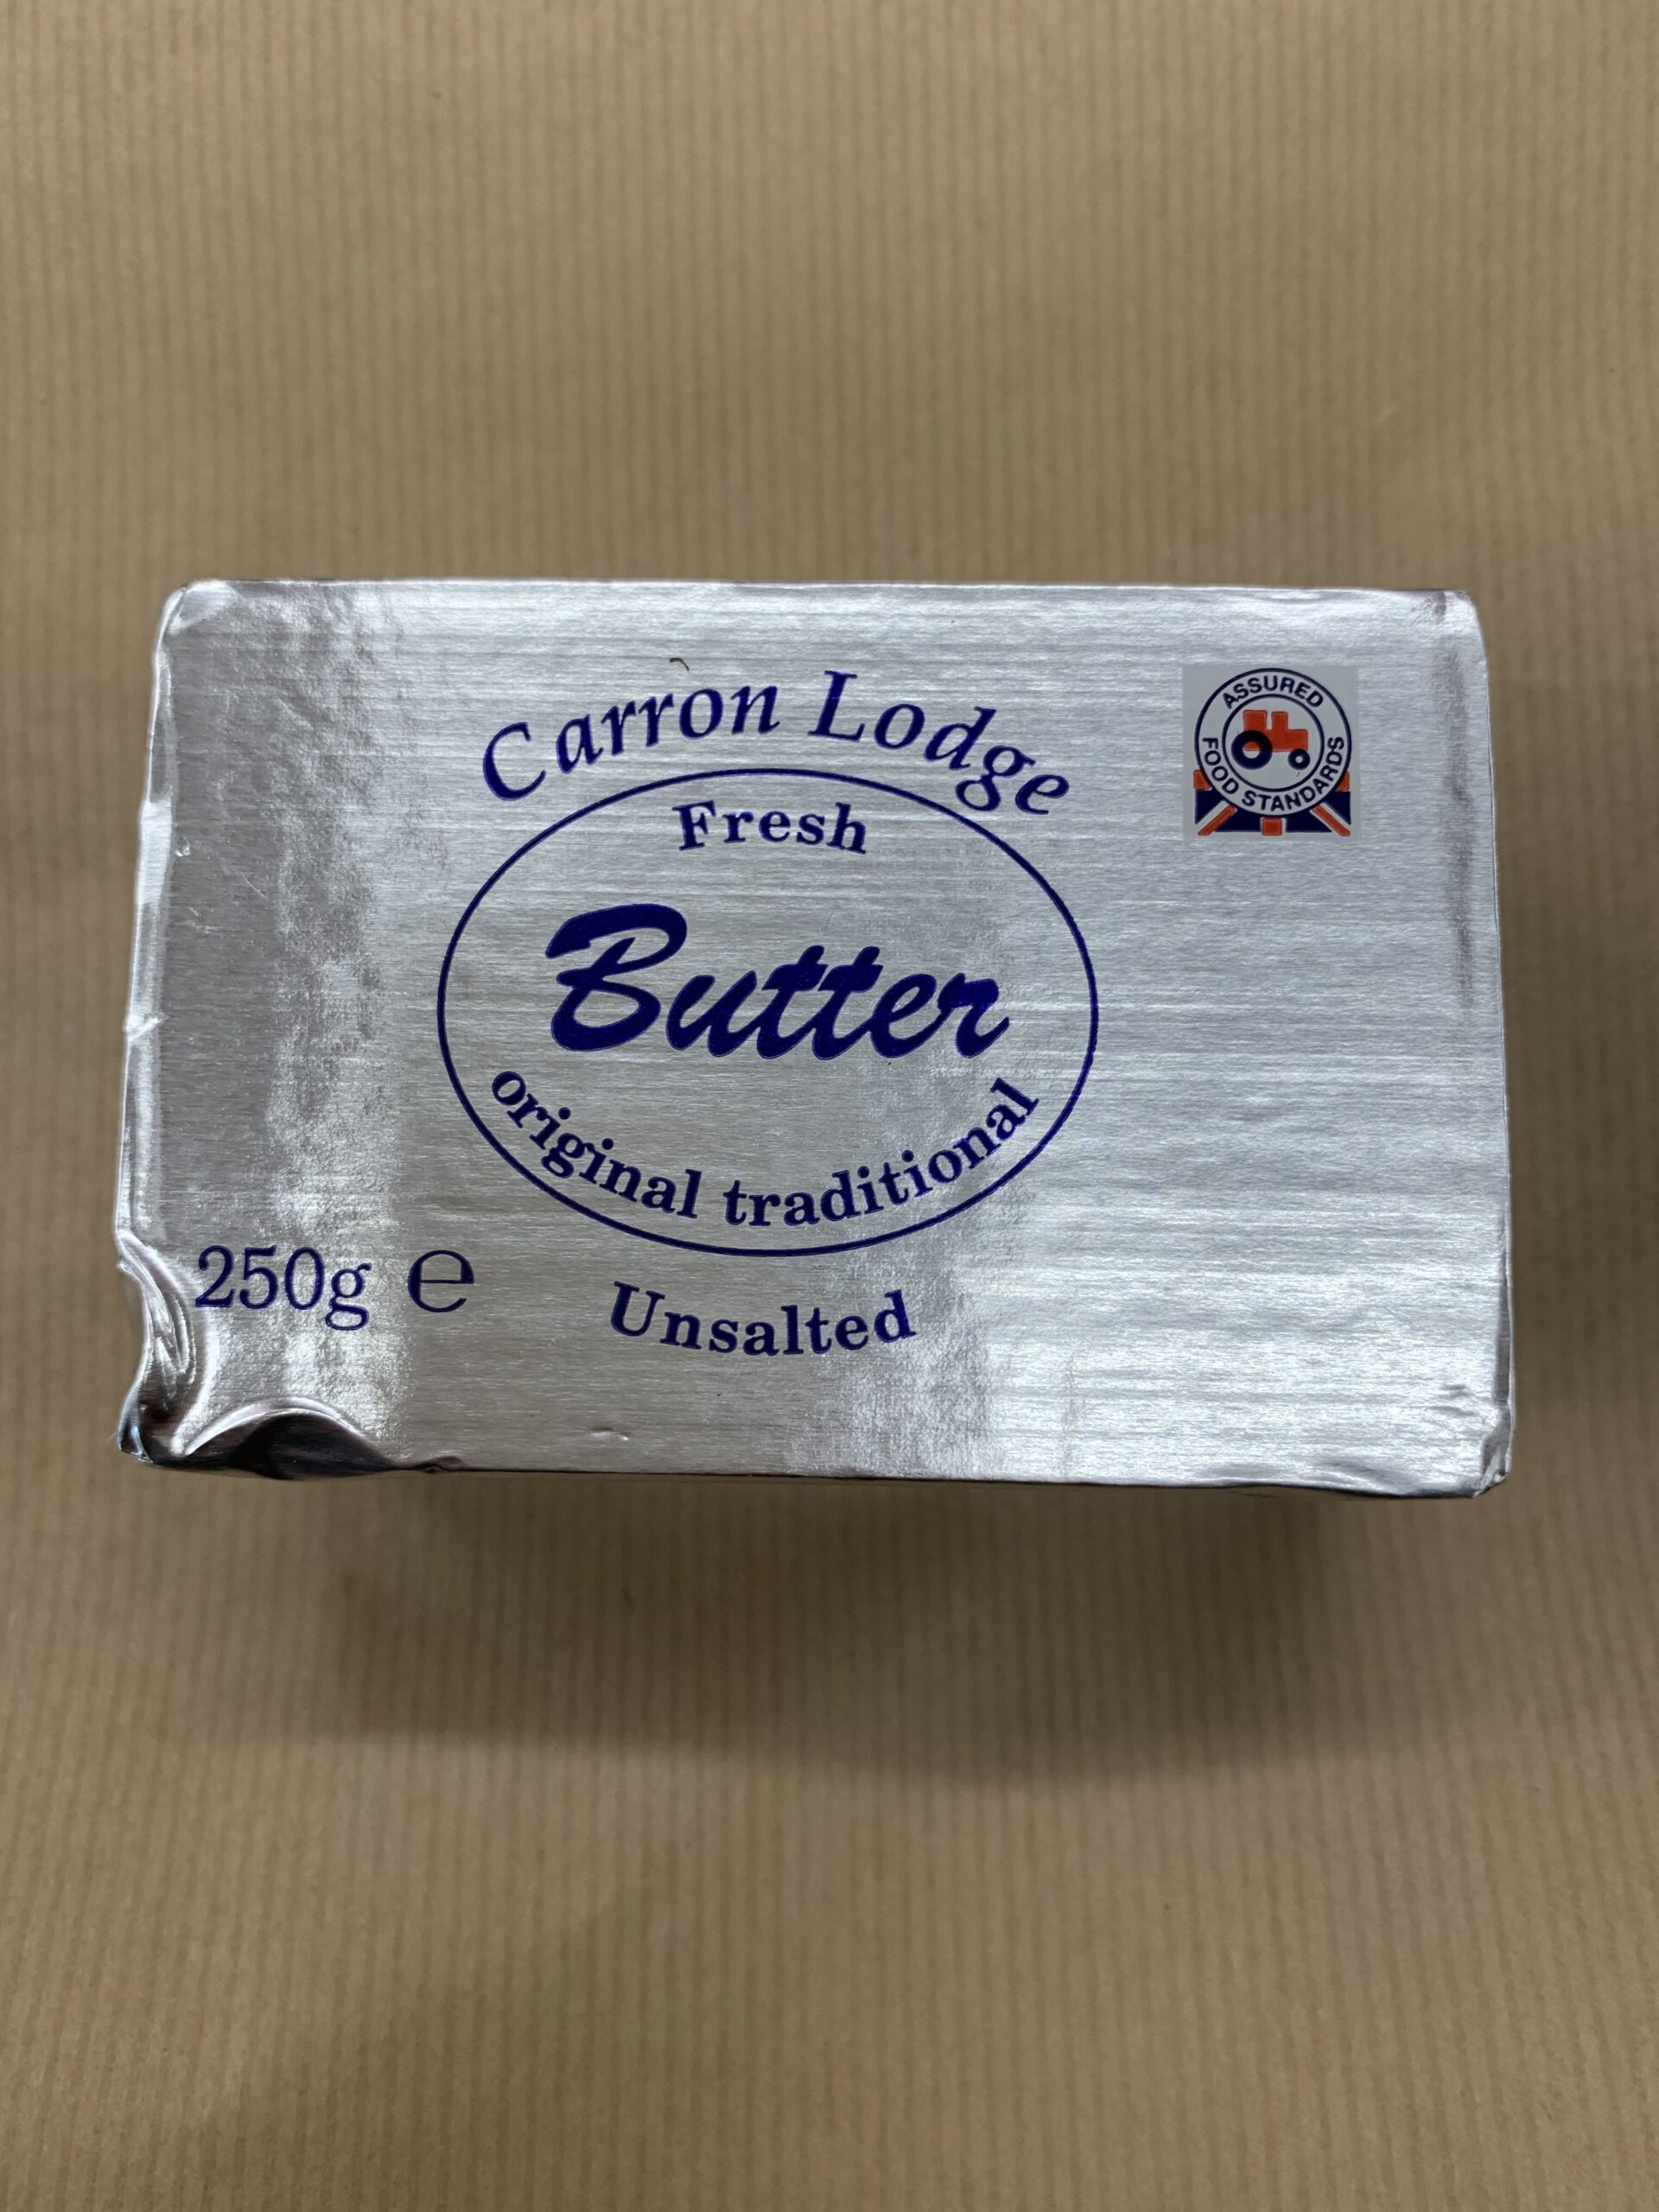 Carron Lodge
ASSURED
FOOD STANDARDS
Fresh
Butter
original traditional
250g ℮
Unsalted